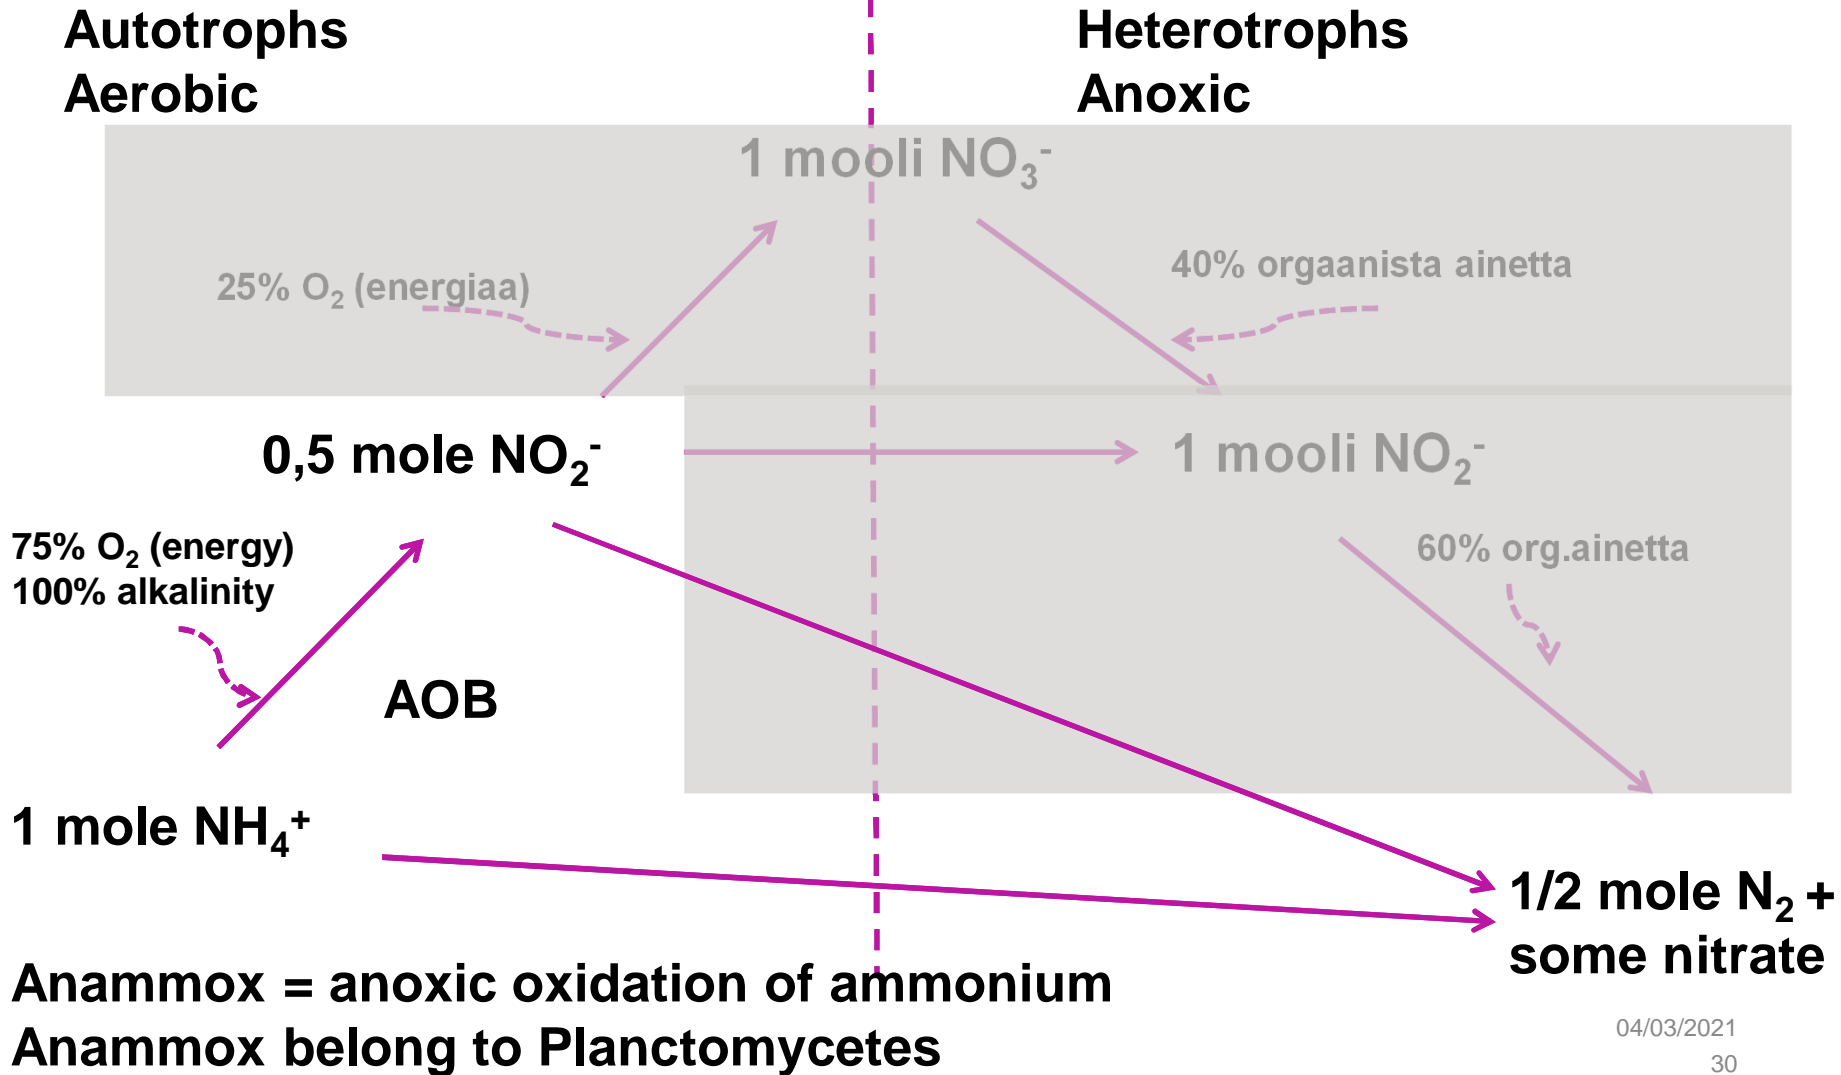 Autotrophs
Aerobic
Heterotrophs
Anoxic
1 mooli NO₃⁻
25% O₂ (energiaa)
40% orgaanista ainetta
0,5 mole NO₂⁻
1 mooli NO₂⁻
75% O₂ (energy)
100% alkalinity
60% org.ainetta
AOB
1 mole NH₄⁺
1/2 mole N₂ +
some nitrate
Anammox = anoxic oxidation of ammonium
Anammox belong to Planctomycetes
04/03/2021
30